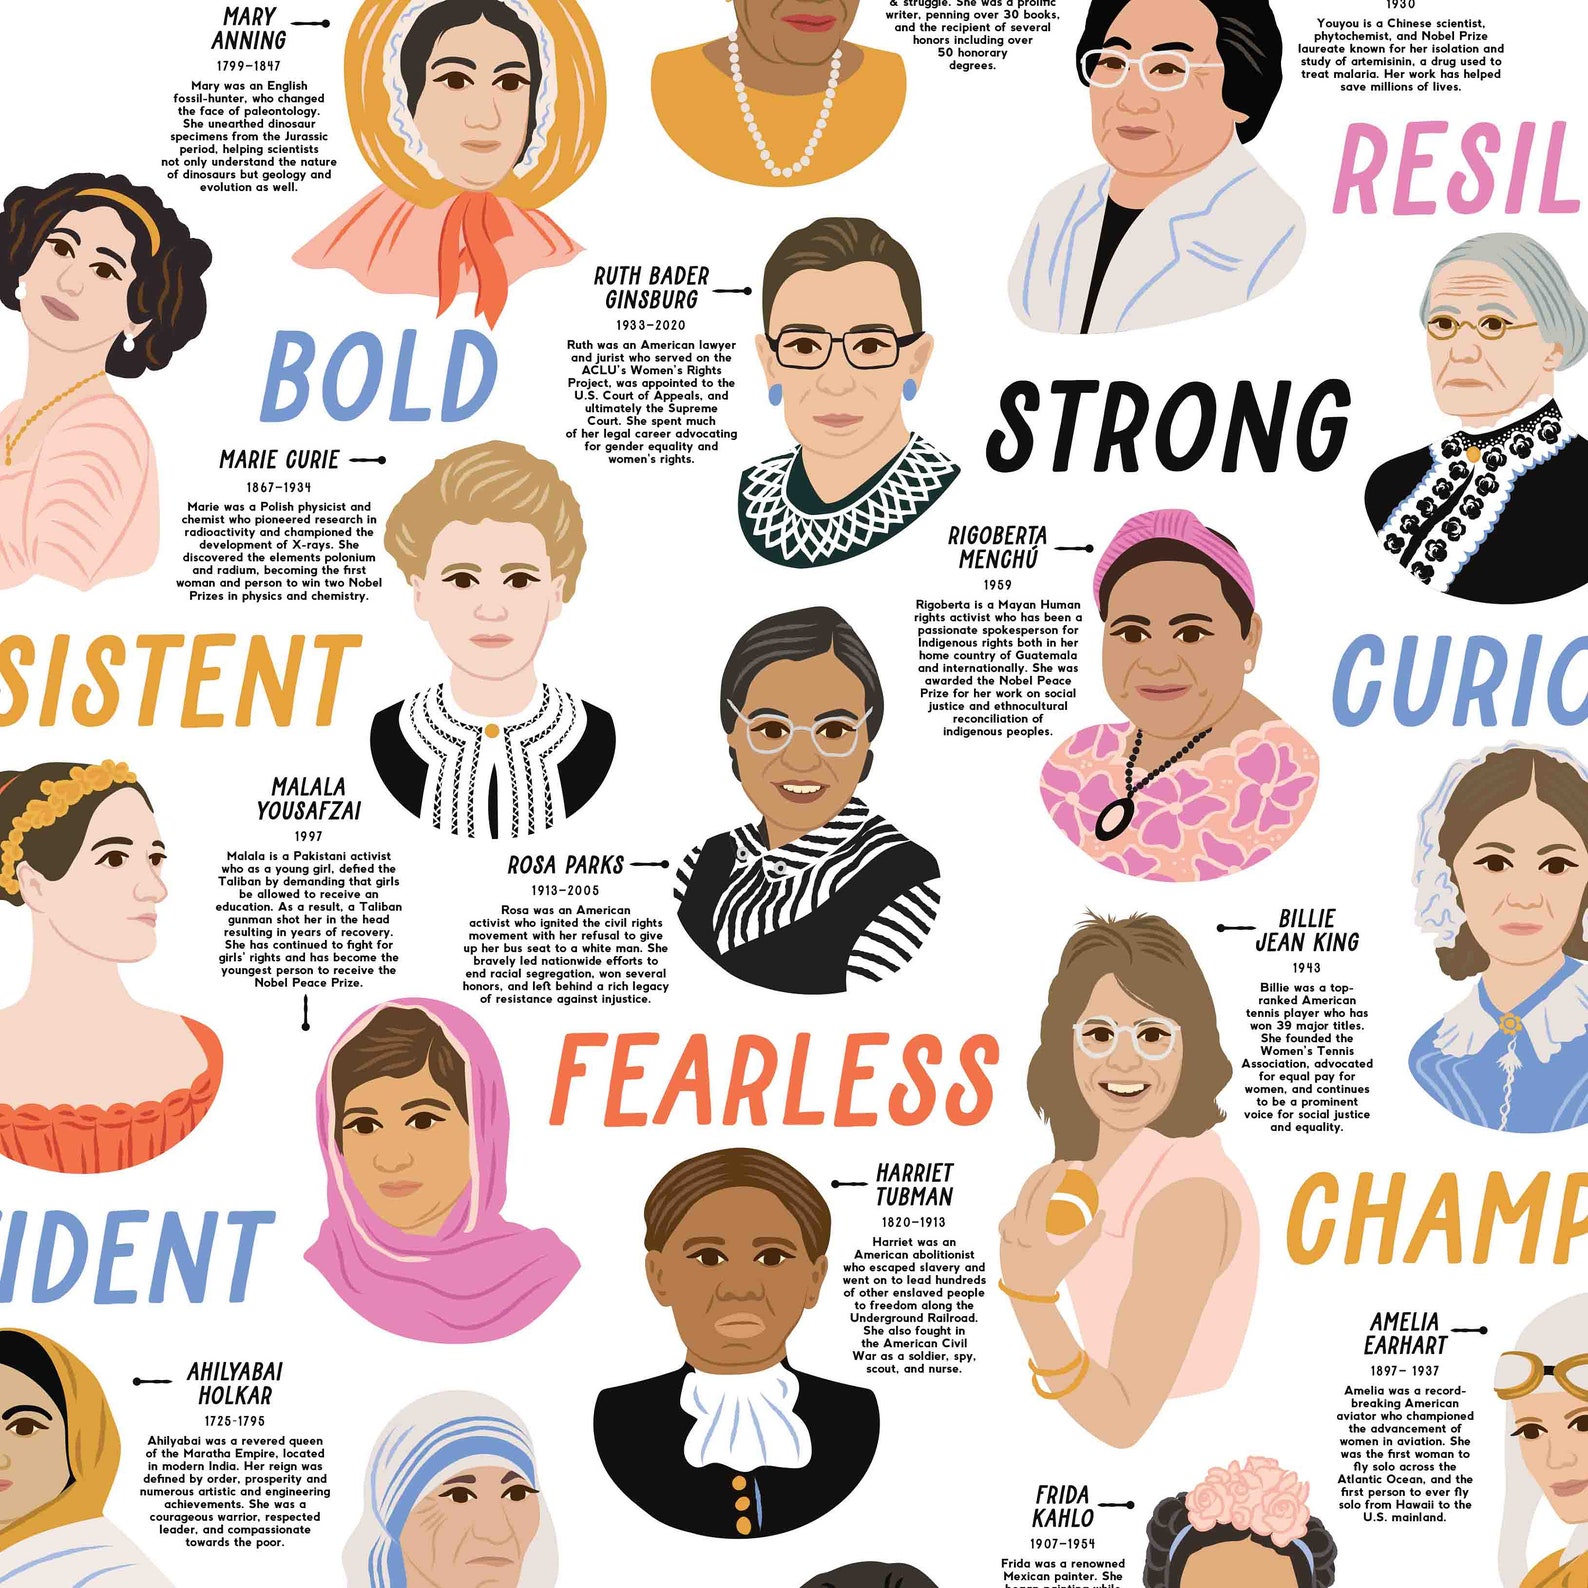 MARY
ANNING
1799–1847
Mary was an English
fossil-hunter, who changed
the face of paleontology.
She unearthed dinosaur
specimens from the Jurassic
period, helping scientists
not only understand the nature
of dinosaurs but geology and
evolution as well.
& struggle. She was a prolific
writer, penning over 30 books,
and the recipient of several
honors including over
50 honorary
degrees.
1930
Youyou is a Chinese scientist,
phytochemist, and Nobel Prize
laureate known for her isolation and
study of artemisinin, a drug used to
treat malaria. Her work has helped
save millions of lives.
RESIL
RUTH BADER
GINSBURG
1933–2020
Ruth was an American lawyer
and jurist who served on the
ACLU's Women's Rights
Project, was appointed to the
U.S. Court of Appeals, and
ultimately the Supreme
Court. She spent much
of her legal career advocating
for gender equality and
women's rights.
BOLD
STRONG
MARIE CURIE
1867–1934
Marie was a Polish physicist and
chemist who pioneered research in
radioactivity and championed the
development of X-rays. She
discovered the elements polonium
and radium, becoming the first
woman and person to win two Nobel
Prizes in physics and chemistry.
RIGOBERTA
MENCHÚ
1959
Rigoberta is a Mayan Human
rights activist who has been a
passionate spokesperson for
Indigenous rights both in her
home country of Guatemala
and internationally. She was
awarded the Nobel Peace
Prize for her work on social
justice and ethnocultural
reconciliation of
indigenous peoples.
SISTENT
CURIO
MALALA
YOUSAFZAI
1997
Malala is a Pakistani activist
who as a young girl, defied the
Taliban by demanding that girls
be allowed to receive an
education. As a result, a Taliban
gunman shot her in the head
resulting in years of recovery.
She has continued to fight for
girls' rights and has become the
youngest person to receive the
Nobel Peace Prize.
ROSA PARKS
1913–2005
Rosa was an American
activist who ignited the civil rights
movement with her refusal to give
up her bus seat to a white man. She
bravely led nationwide efforts to
end racial segregation, won several
honors, and left behind a rich legacy
of resistance against injustice.
BILLIE
JEAN KING
1943
Billie was a top-
ranked American
tennis player who has
won 39 major titles.
She founded the
Women's Tennis
Association, advocated
for equal pay for
women, and continues
to be a prominent
voice for social justice
and equality.
FEARLESS
IDENT
HARRIET
TUBMAN
1820–1913
Harriet was an
American abolitionist
who escaped slavery and
went on to lead hundreds
of other enslaved people
to freedom along the
Underground Railroad.
She also fought in
the American Civil
War as a soldier, spy,
scout, and nurse.
CHAMP
AHILYABAI
HOLKAR
1725-1795
Ahilyabai was a revered queen
of the Maratha Empire, located
in modern India. Her reign was
defined by order, prosperity and
numerous artistic and engineering
achievements. She was a
courageous warrior, respected
leader, and compassionate
towards the poor.
AMELIA
EARHART
1897– 1937
Amelia was a record-
breaking American
aviator who championed
the advancement of
women in aviation. She
was the first woman to
fly solo across the
Atlantic Ocean, and the
first person to ever fly
solo from Hawaii to the
U.S. mainland.
FRIDA
KAHLO
1907–1954
Frida was a renowned
Mexican painter. She
began painting while